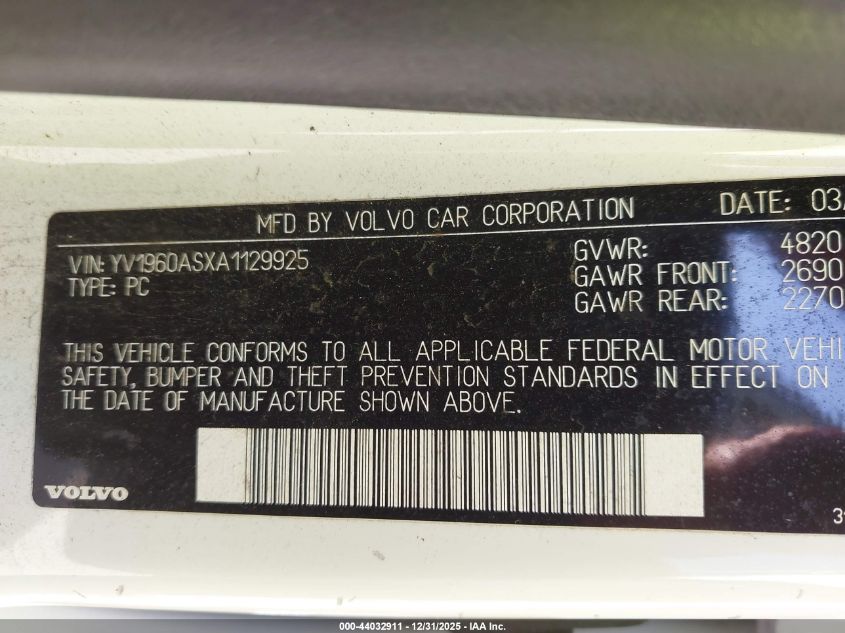 MFD BY VOLVO CAR CORPORATION DATE: 03/
VIN: YV1960ASXA1129925 GVWR: 4820
TYPE: PC GAWR FRONT: 2690
GAWR REAR: 2270
THIS VEHICLE CONFORMS TO ALL APPLICABLE FEDERAL MOTOR VEHI
SAFETY, BUMPER AND THEFT PREVENTION STANDARDS IN EFFECT ON
THE DATE OF MANUFACTURE SHOWN ABOVE.
VOLVO
000-44032911 - 12/31/2025 - IAA Inc.